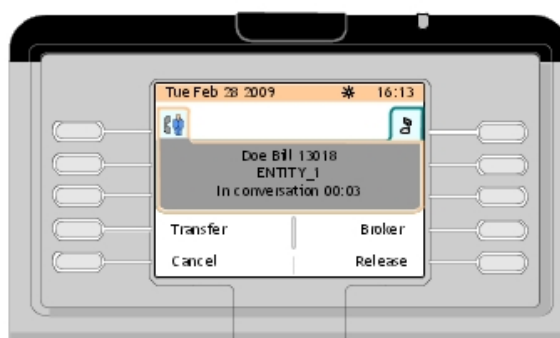 Tue Feb 28 2009 16:13
Doe Bill 13018
ENTITY_1
In conversation 00:03
Transfer Broker
Cancel Release